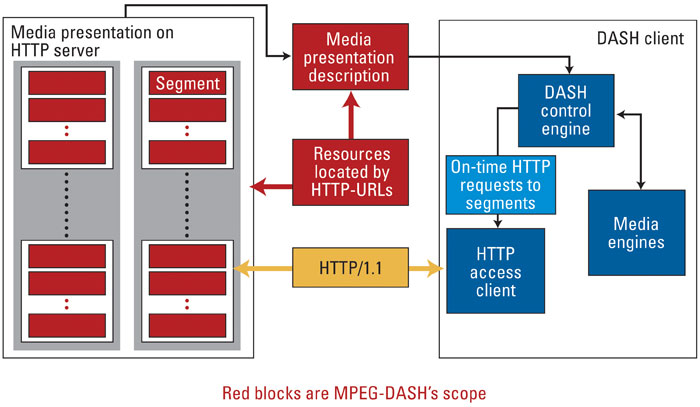 Media presentation on
HTTP server
Segment
Media
presentation
description
Resources
located by
HTTP-URLs
HTTP/1.1
DASH client
DASH
control
engine
On-time HTTP
requests to
segments
HTTP
access
client
Media
engines
Red blocks are MPEG-DASH's scope